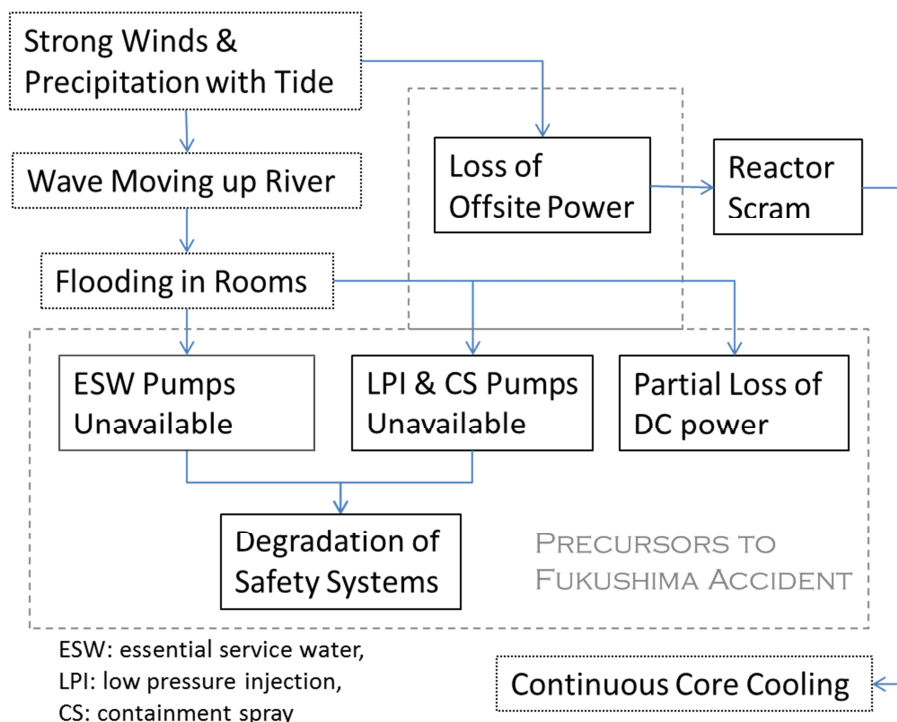 Strong Winds &
Precipitation with Tide
Wave Moving up River
Loss of
Offsite Power
Reactor
Scram
Flooding in Rooms
ESW Pumps
Unavailable
LPI & CS Pumps
Unavailable
Partial Loss of
DC power
Degradation of
Safety Systems
PRECURSORS TO
FUKUSHIMA ACCIDENT
ESW: essential service water,
LPI: low pressure injection,
CS: containment spray
Continuous Core Cooling